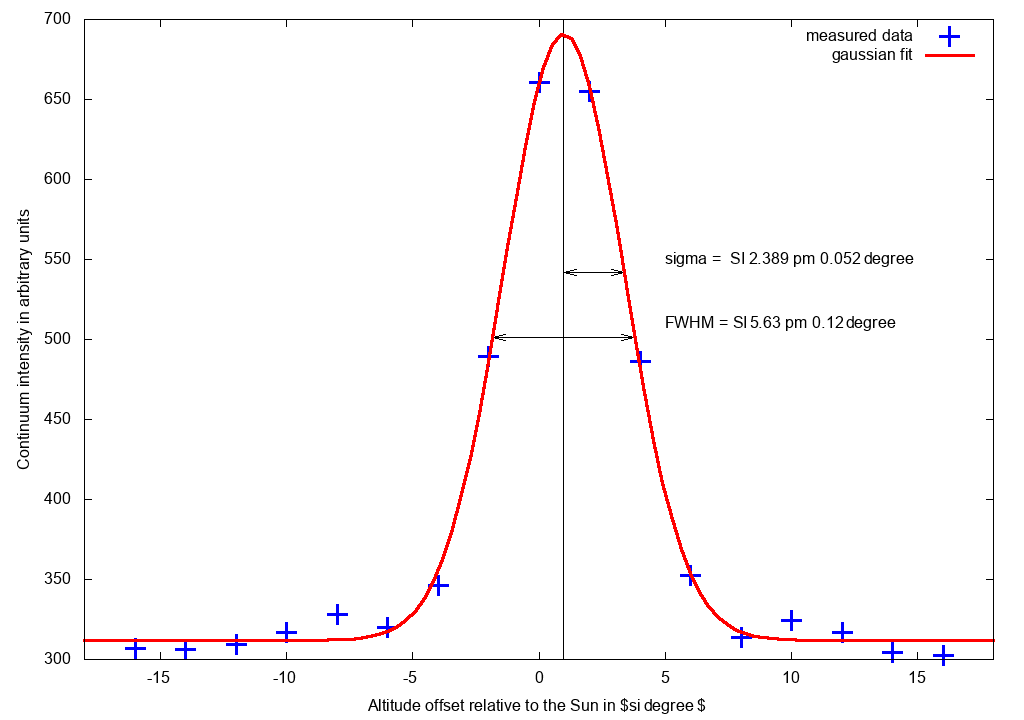 700
650
600
550
500
450
400
350
300
Continuum intensity in arbitrary units
measured data
gaussian fit
sigma =  SI 2.389 pm 0.052 degree
FWHM = SI 5.63 pm 0.12 degree
-15 -10 -5 0 5 10 15
Altitude offset relative to the Sun in $si degree $